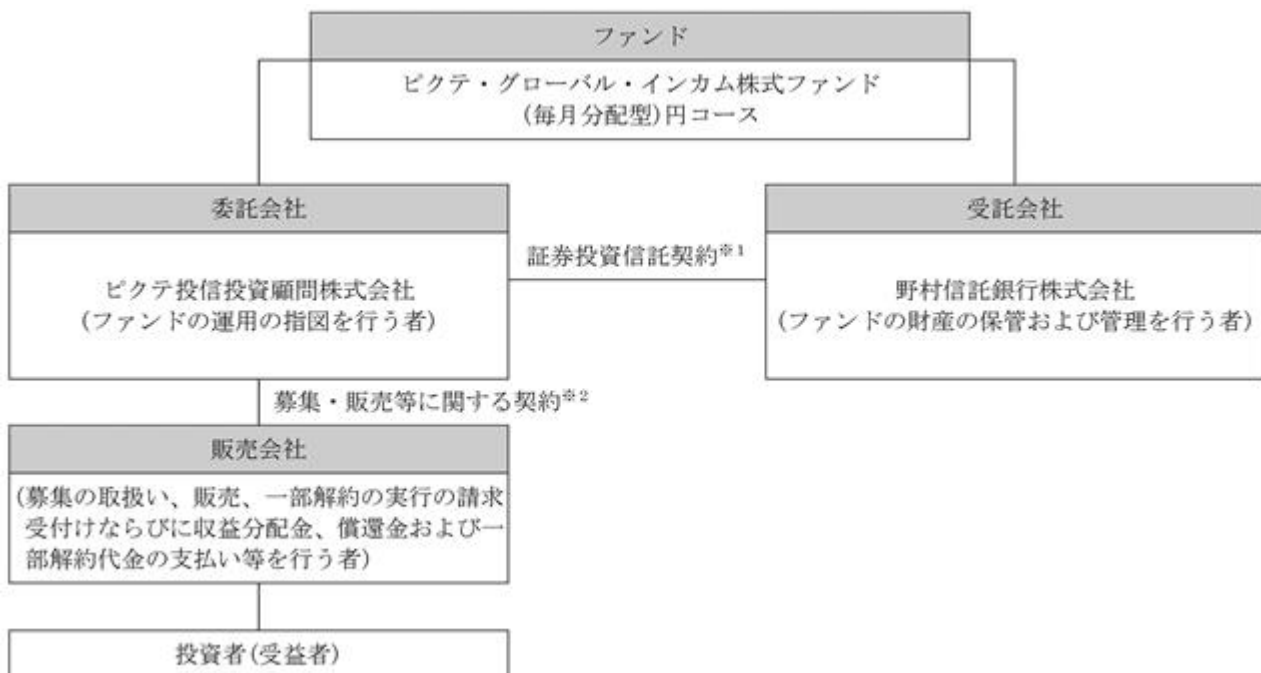 ファンド
ピクテ・グローバル・インカム株式ファンド
(毎月分配型)円コース
委託会社
受託会社
証券投資信託契約※1
ピクテ投信投資顧問株式会社
(ファンドの運用の指図を行う者)
野村信託銀行株式会社
(ファンドの財産の保管および管理を行う者)
募集・販売等に関する契約※2
販売会社
(募集の取扱い、販売、一部解約の実行の請求
受付けならびに収益分配金、償還金および一
部解約代金の支払い等を行う者)
投資者(受益者)